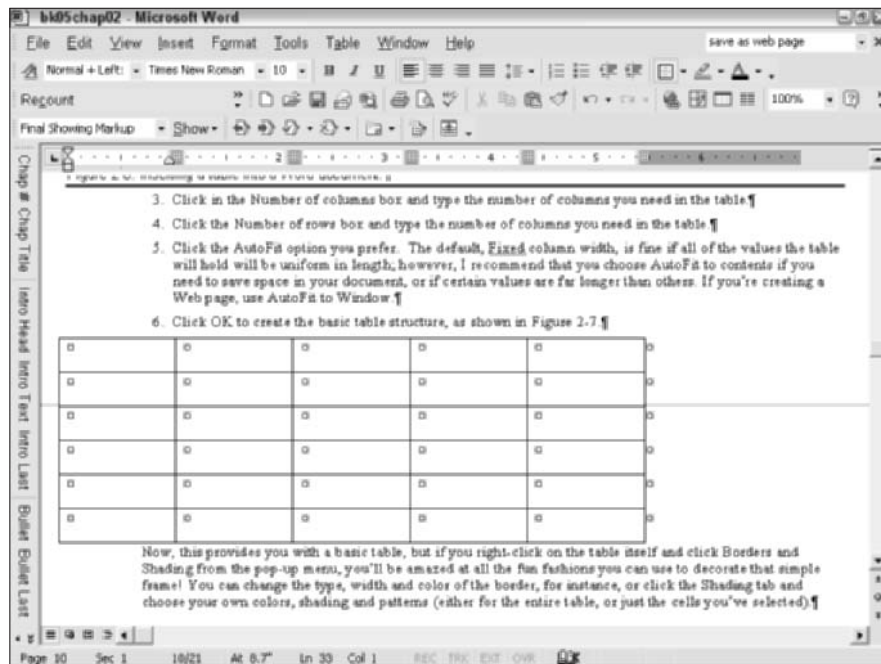 bk05chap02 - Microsoft Word
File Edit View Insert Format Tools Table Window Help save as web page
Normal + Left: Times New Roman 10 B I U
Recount 100%
Final Showing Markup Show
2 3 4 5 6
Chap # Chap Title Intro Head Intro Text Intro Last Bullet Bullet Last
3. Click in the Number of columns box and type the number of columns you need in the table.¶
4. Click the Number of rows box and type the number of columns you need in the table.¶
5. Click the AutoFit option you prefer. The default, Fixed column width, is fine if all of the values the table
will hold will be uniform in length; however, I recommend that you choose AutoFit to contents if you
need to save space in your document, or if certain values are far longer than others. If you're creating a
Web page, use AutoFit to Window.¶
6. Click OK to create the basic table structure, as shown in Figure 2-7.¶
Now, this provides you with a basic table, but if you right-click on the table itself and click Borders and
Shading from the pop-up menu, you'll be amazed at all the fun fashions you can use to decorate that simple
frame! You can change the type, width and color of the border, for instance, or click the Shading tab and
choose your own colors, shading and patterns (either for the entire table, or just the cells you've selected).¶
Page 10 Sec 1 10/21 At 8.7" Ln 33 Col 1 REC TRK EXT OVR